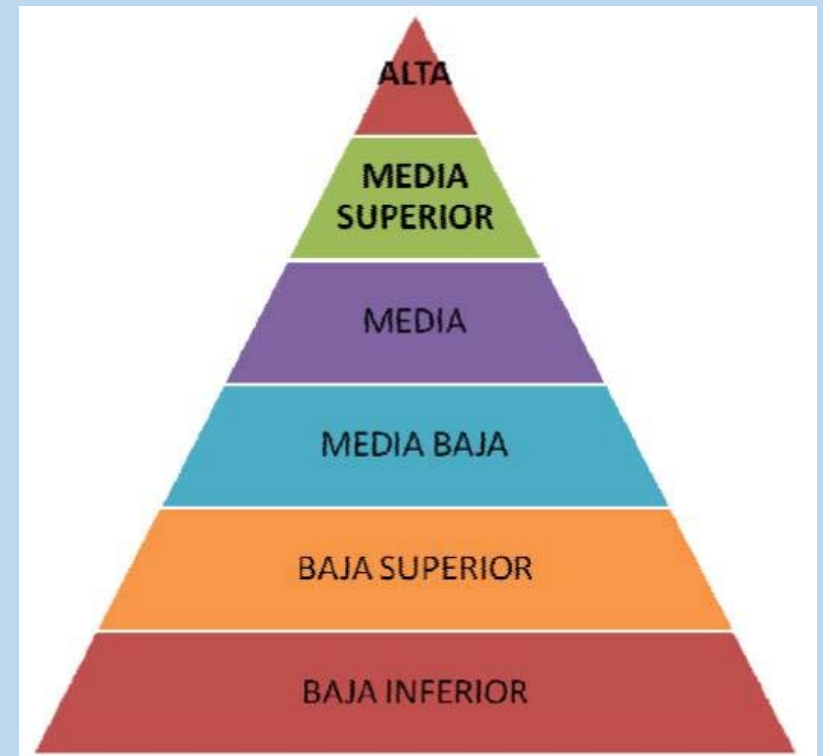 ALTA
MEDIA
SUPERIOR
MEDIA
MEDIA BAJA
BAJA SUPERIOR
BAJA INFERIOR